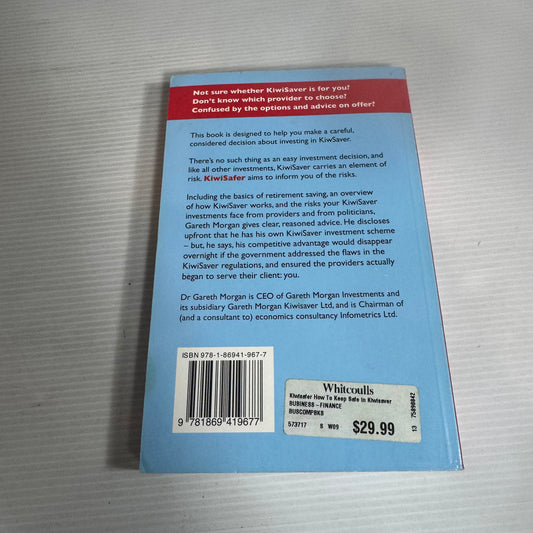 Not sure whether KiwiSaver is for you?
Don't know which provider to choose?
Confused by the options and advice on offer?
This book is designed to help you make a careful,
considered decision about investing in KiwSaver.
There's no such thing as an easy investment decision, and
like all other investments, KiwiSaver carries an element of
risk. KiwiSafer aims to inform you of the risks.
Including the basics of retirement saving, an overview
of how KiwiSaver works, and the risks your KiwiSaver
investments face from providers and from politicians,
Gareth Morgan gives clear, reasoned advice. He discloses
upfront that he has his own KiwiSaver investment scheme
– but, he says, his competitive advantage would disappear
overnight if the government addressed the flaws in the
KiwiSaver regulations, and ensured the providers actually
began to serve their client: you.
Dr Gareth Morgan is CEO of Gareth Morgan Investments and
its subsidiary Gareth Morgan Kiwisaver Ltd, and is Chairman of
(and a consultant to) economics consultancy Infometrics Ltd.
ISBN 978-1-86941-967-7
9 781869 419677
Whitcoulls
Kiwisafer How To Keep Safe In Kiwisaver
BUSINESS - FINANCE
BUSCOMPBKS
573717 S W09 $29.99
13 75898842